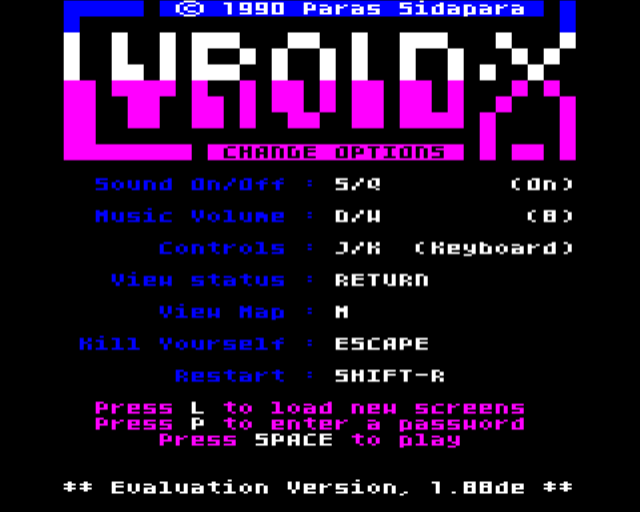 © 1990 Paras Sidapara
CYROID X
CHANGE OPTIONS
Sound On/Off : S/Q (On)
Music Volume : D/W (8)
Controls : J/K (Keyboard)
View status : RETURN
View Map : M
Kill Yourself : ESCAPE
Restart : SHIFT-R
Press L to load new screens
Press P to enter a password
Press SPACE to play
** Evaluation Version, 1.88de **